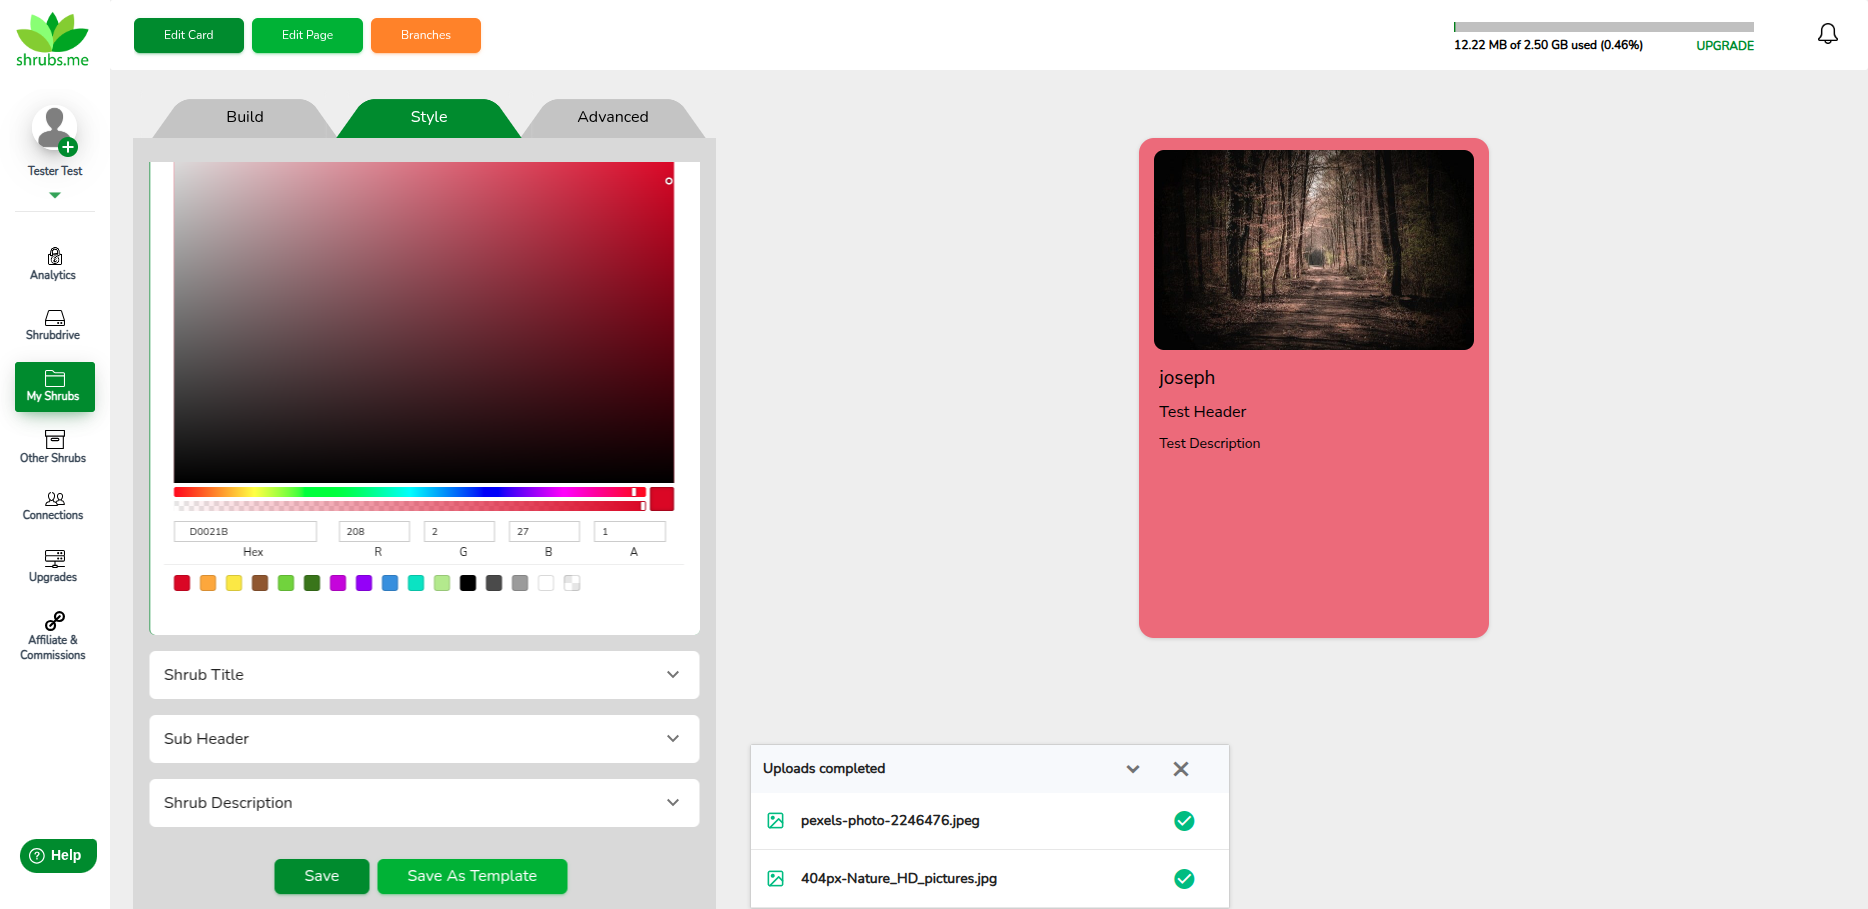 shrubs.me
Edit Card
Edit Page
Branches
12.22 MB of 2.50 GB used (0.46%)
UPGRADE
Tester Test
Analytics
Shrubdrive
My Shrubs
Other Shrubs
Connections
Upgrades
Affiliate &
Commissions
Help
Build
Style
Advanced
D0021B
208
2
27
1
Hex
R
G
B
A
Shrub Title
Sub Header
Shrub Description
Save
Save As Template
joseph
Test Header
Test Description
Uploads completed
pexels-photo-2246476.jpeg
404px-Nature_HD_pictures.jpg